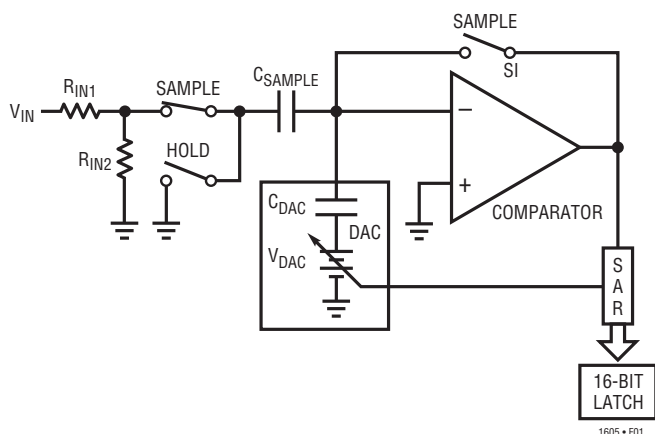 SAMPLE
SI
R_IN1
SAMPLE
C_SAMPLE
V_IN
−
HOLD
R_IN2
+
COMPARATOR
C_DAC
DAC
V_DAC
S
A
R
16-BIT
LATCH
1605 • F01